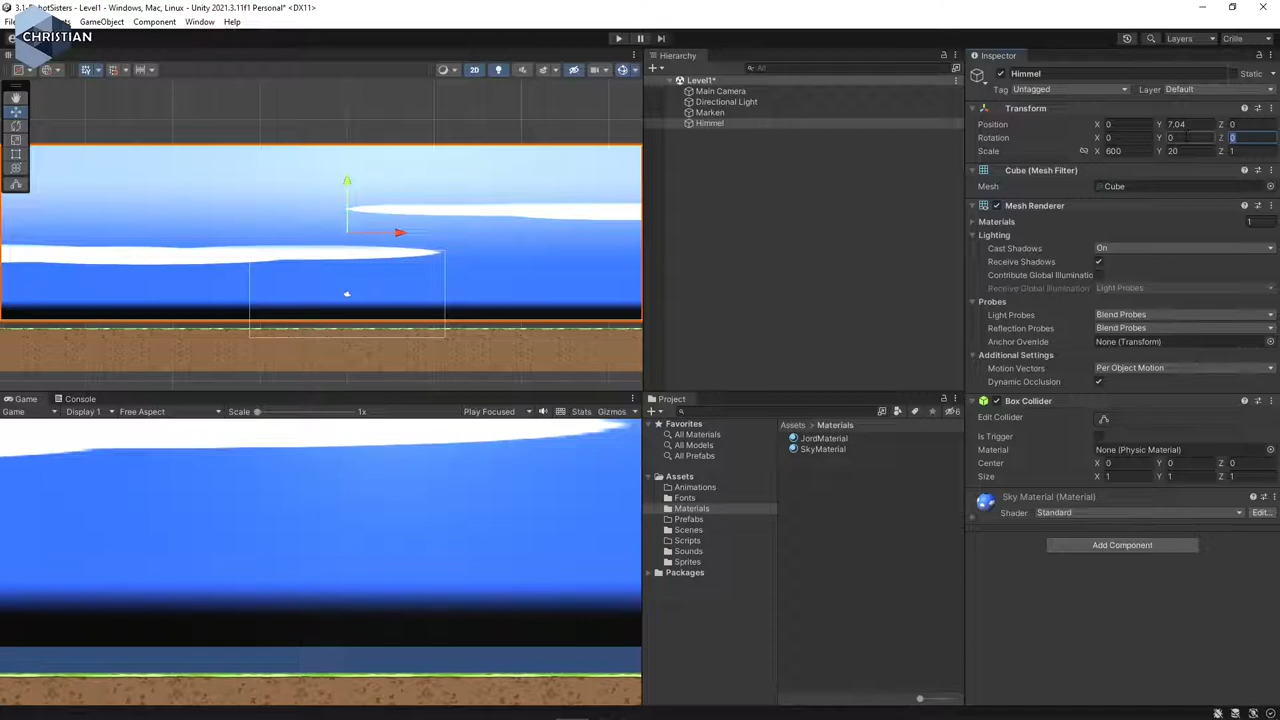 3.1 - RobotSisters - Level1 - Windows, Mac, Linux - Unity 2021.3.11f1 Personal* <DX11>
GameObject Component Window Help
CHRISTIAN
Layers Crille
2D
Hierarchy
All
Level1*
Main Camera
Directional Light
Marken
Himmel
Inspector
Himmel Static
Tag Untagged Layer Default
Transform
Position X 0 Y 7.04 Z 0
Rotation X 0 Y 0 Z 0
Scale X 600 Y 20 Z 1
Cube (Mesh Filter)
Mesh Cube
Mesh Renderer
Materials 1
Lighting
Cast Shadows On
Receive Shadows
Contribute Global Illuminatio
Receive Global Illumination Light Probes
Probes
Light Probes Blend Probes
Reflection Probes Blend Probes
Anchor Override None (Transform)
Additional Settings
Motion Vectors Per Object Motion
Dynamic Occlusion
Box Collider
Edit Collider
Is Trigger
Material None (Physic Material)
Center X 0 Y 0 Z 0
Size X 1 Y 1 Z 1
Sky Material (Material)
Shader Standard Edit...
Add Component
Game Console
Game Display 1 Free Aspect Scale 1x Play Focused Stats Gizmos
Project
6
Favorites
All Materials
All Models
All Prefabs
Assets
Animations
Fonts
Materials
Prefabs
Scenes
Scripts
Sounds
Sprites
Packages
Assets > Materials
JordMaterial
SkyMaterial